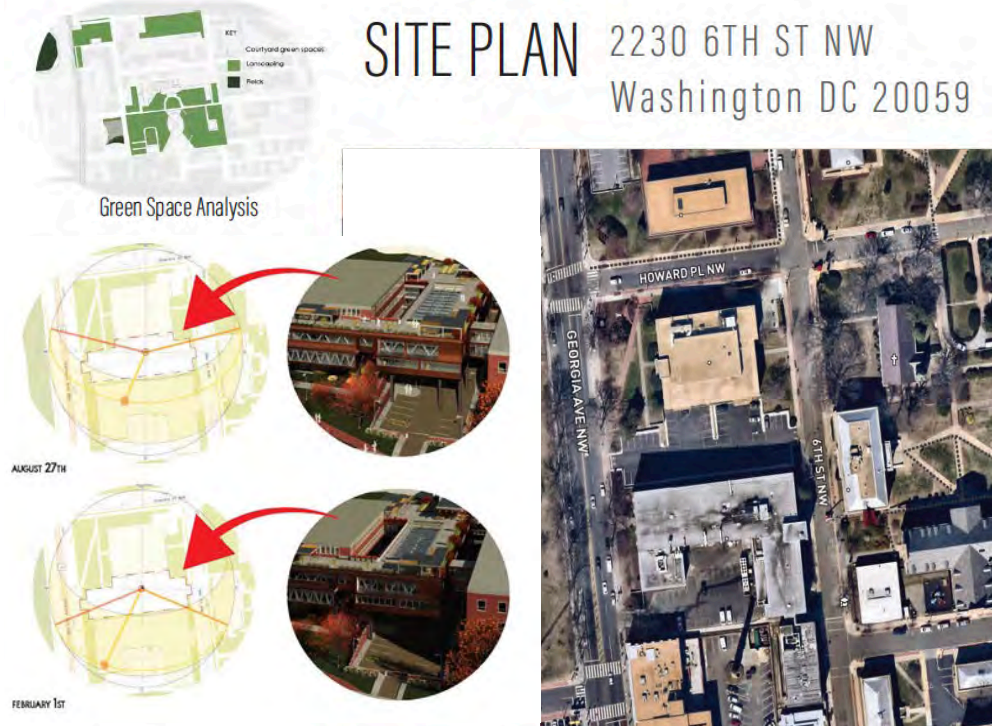 SITE PLAN
2230 6TH ST NW
Washington DC 20059
KEY
Courtyard green spaces
Landscaping
Fields
Green Space Analysis
AUGUST 27TH
FEBRUARY 1ST
HOWARD PL NW
GEORGIA AVE NW
6TH ST NW